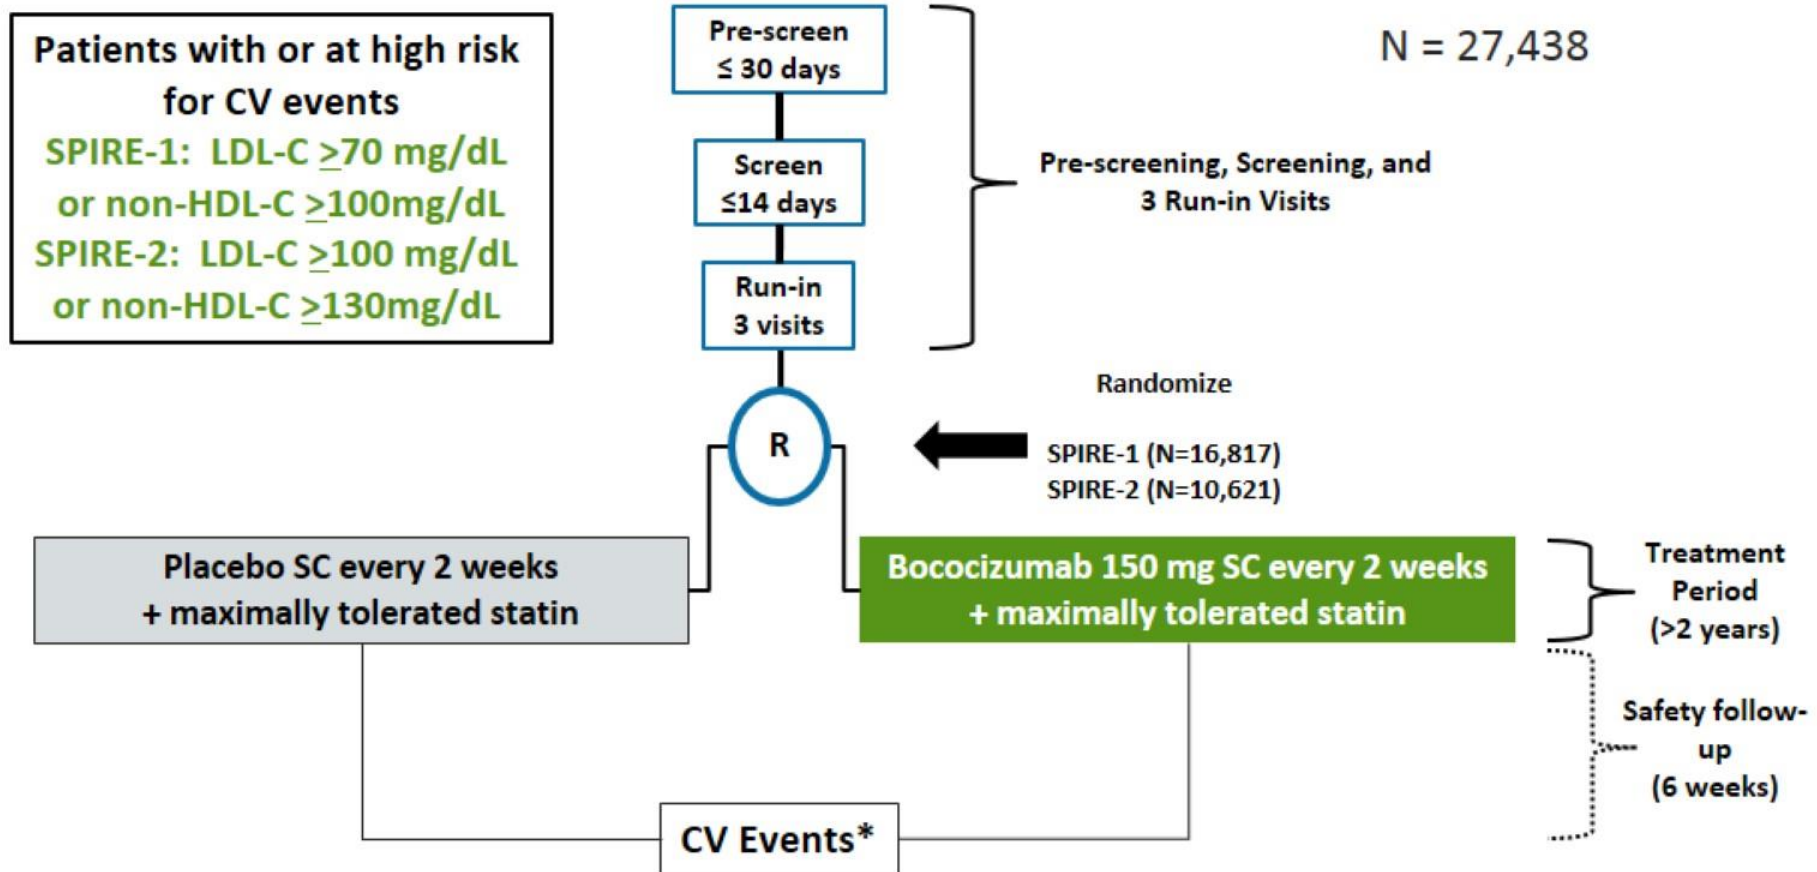 Patients with or at high risk
for CV events
SPIRE-1: LDL-C ≥70 mg/dL
or non-HDL-C ≥100mg/dL
SPIRE-2: LDL-C ≥100 mg/dL
or non-HDL-C ≥130mg/dL
Pre-screen
≤ 30 days
N = 27,438
Screen
≤14 days
Pre-screening, Screening, and
3 Run-in Visits
Run-in
3 visits
Randomize
R
SPIRE-1 (N=16,817)
SPIRE-2 (N=10,621)
Placebo SC every 2 weeks
+ maximally tolerated statin
Bococizumab 150 mg SC every 2 weeks
+ maximally tolerated statin
Treatment
Period
(>2 years)
Safety follow-
up
(6 weeks)
CV Events*